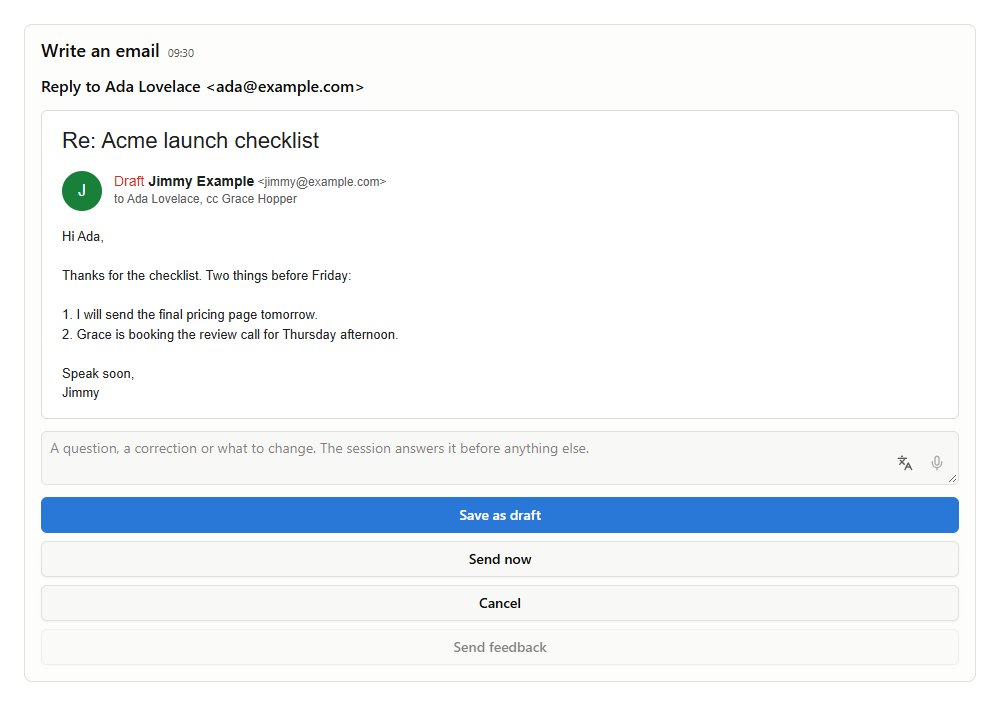 Write an email 09:30
Reply to Ada Lovelace <ada@example.com>
Re: Acme launch checklist
J
Draft Jimmy Example <jimmy@example.com>
to Ada Lovelace, cc Grace Hopper
Hi Ada,
Thanks for the checklist. Two things before Friday:
1. I will send the final pricing page tomorrow.
2. Grace is booking the review call for Thursday afternoon.
Speak soon,
Jimmy
A question, a correction or what to change. The session answers it before anything else.
Save as draft
Send now
Cancel
Send feedback